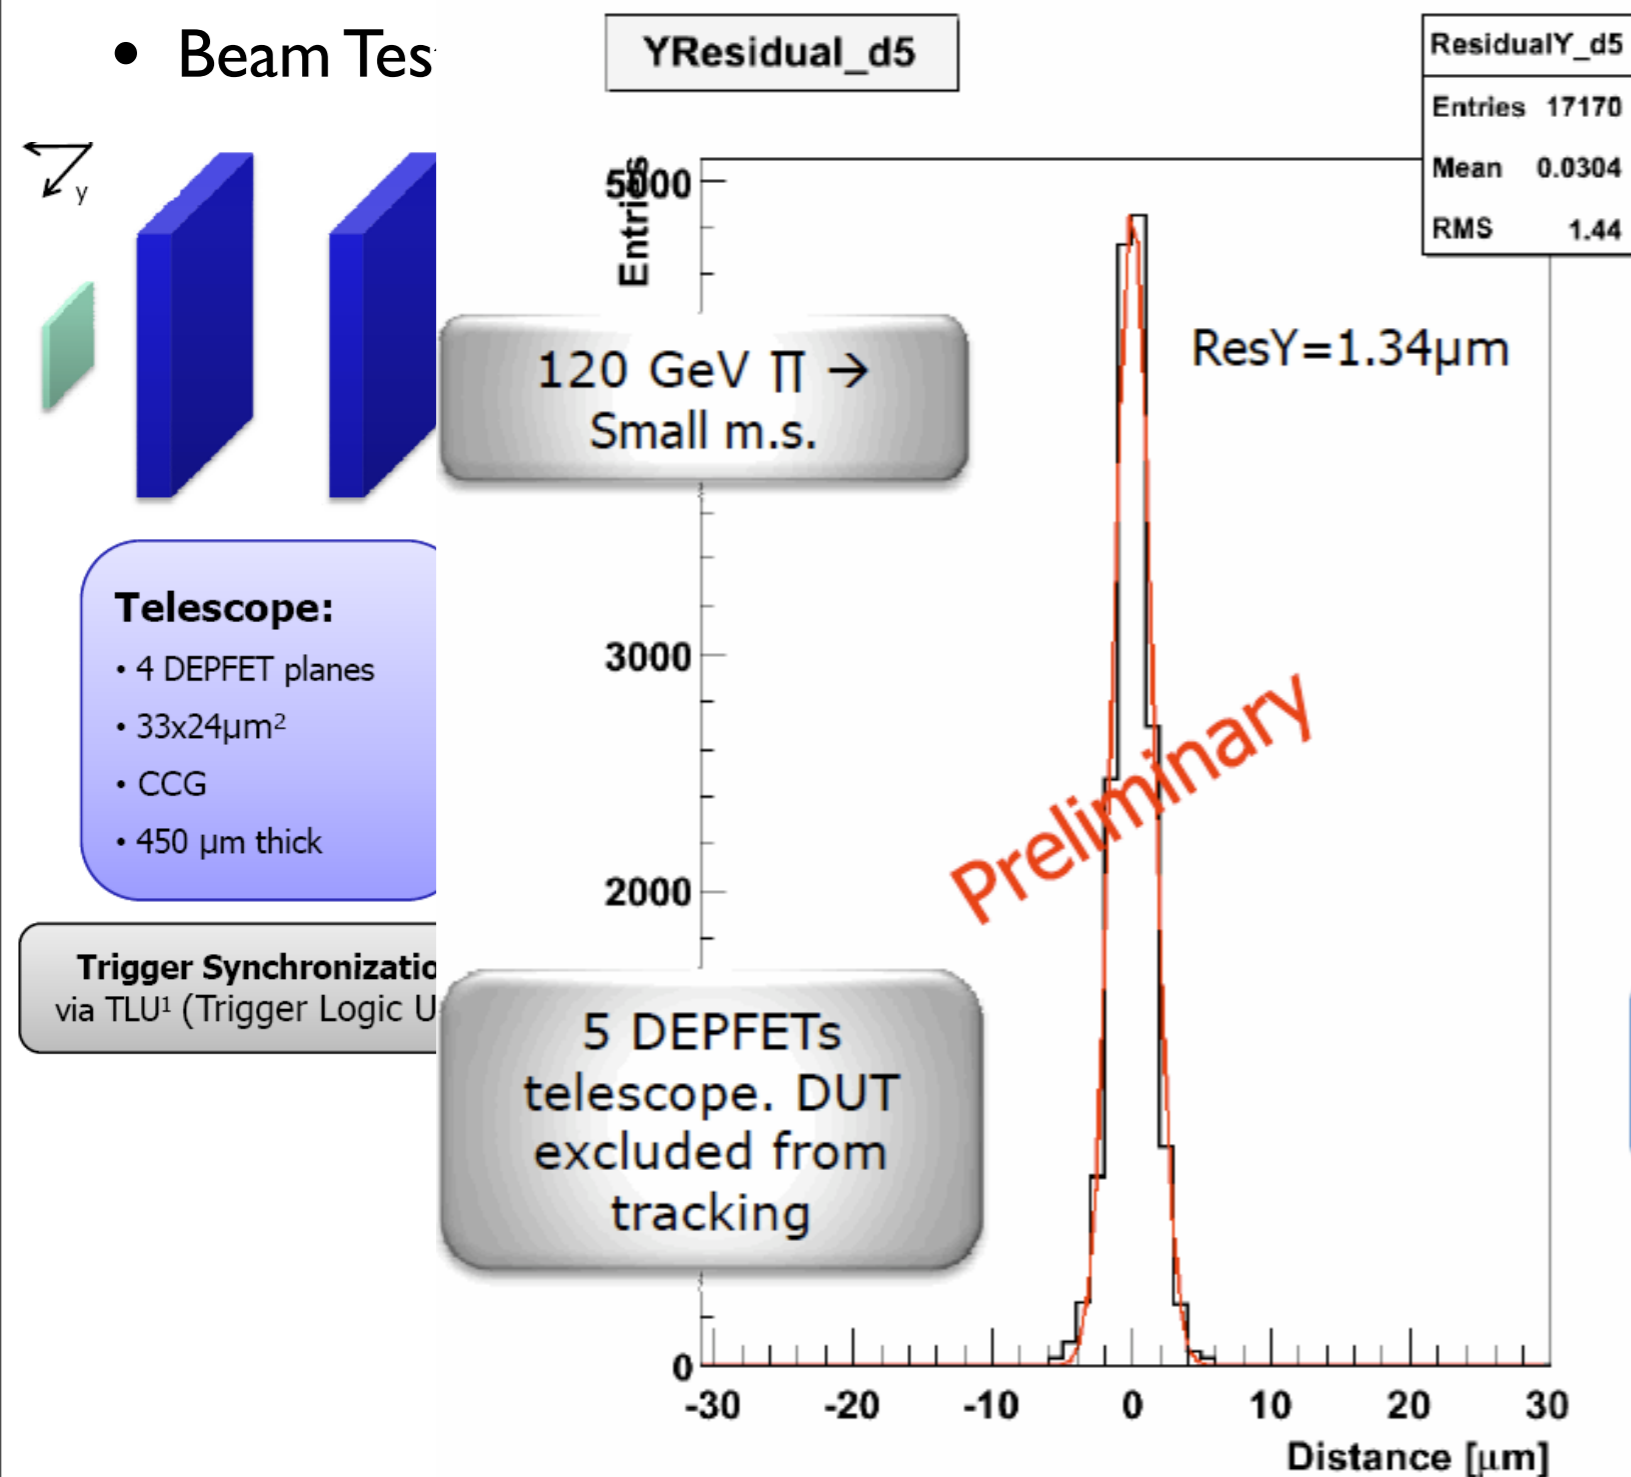 • Beam Tes
y
Telescope:
• 4 DEPFET planes
• 33x24µm²
• CCG
• 450 µm thick
Trigger Synchronizatio
via TLU¹ (Trigger Logic U
YResidual_d5
ResidualY_d5
Entries 17170
Mean 0.0304
RMS 1.44
Entries
5000
3000
2000
0
120 GeV ∏ →
Small m.s.
ResY=1.34µm
Preliminary
5 DEPFETs
telescope. DUT
excluded from
tracking
-30 -20 -10 0 10 20 30
Distance [µm]